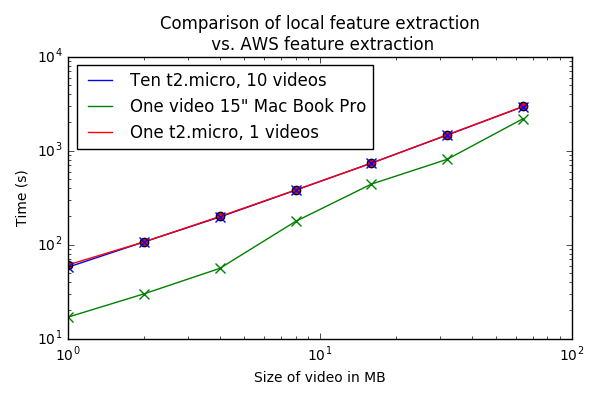 Comparison of local feature extraction
vs. AWS feature extraction
10^4
10^3
10^2
10^1
Time (s)
Ten t2.micro, 10 videos
One video 15" Mac Book Pro
One t2.micro, 1 videos
10^0
10^1
10^2
Size of video in MB